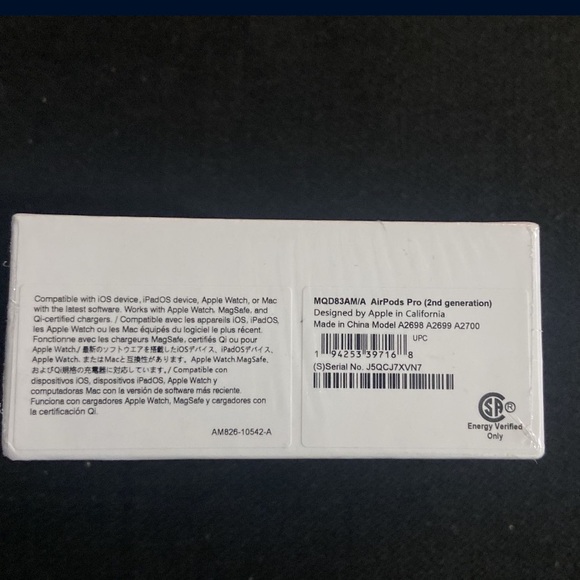 Compatible with iOS device, iPadOS device, Apple Watch, or Mac
with the latest software. Works with Apple Watch, MagSafe, and
Qi-certified chargers. / Compatible avec les appareils iOS, iPadOS,
les Apple Watch ou les Mac équipés du logiciel le plus récent.
Fonctionne avec les chargeurs MagSafe, certifiés Qi ou pour
Apple Watch./ 最新のソフトウエアを搭載したiOSデバイス、iPadOSデバイス、
Apple Watch、またはMacと互換性があります。Apple Watch、MagSafe、
およびQi規格の充電器に対応しています。/ Compatible con
dispositivos iOS, dispositivos iPadOS, Apple Watch y
computadoras Mac con la versión de software más reciente.
Funciona con cargadores Apple Watch, MagSafe y cargadores con
la certificación Qi.
AM826-10542-A
MQD83AM/A AirPods Pro (2nd generation)
Designed by Apple in California
Made in China Model A2698 A2699 A2700
UPC
1 94253 39716 8
(S)Serial No. J5QCJ7XVN7
SA ®
Energy Verified
Only